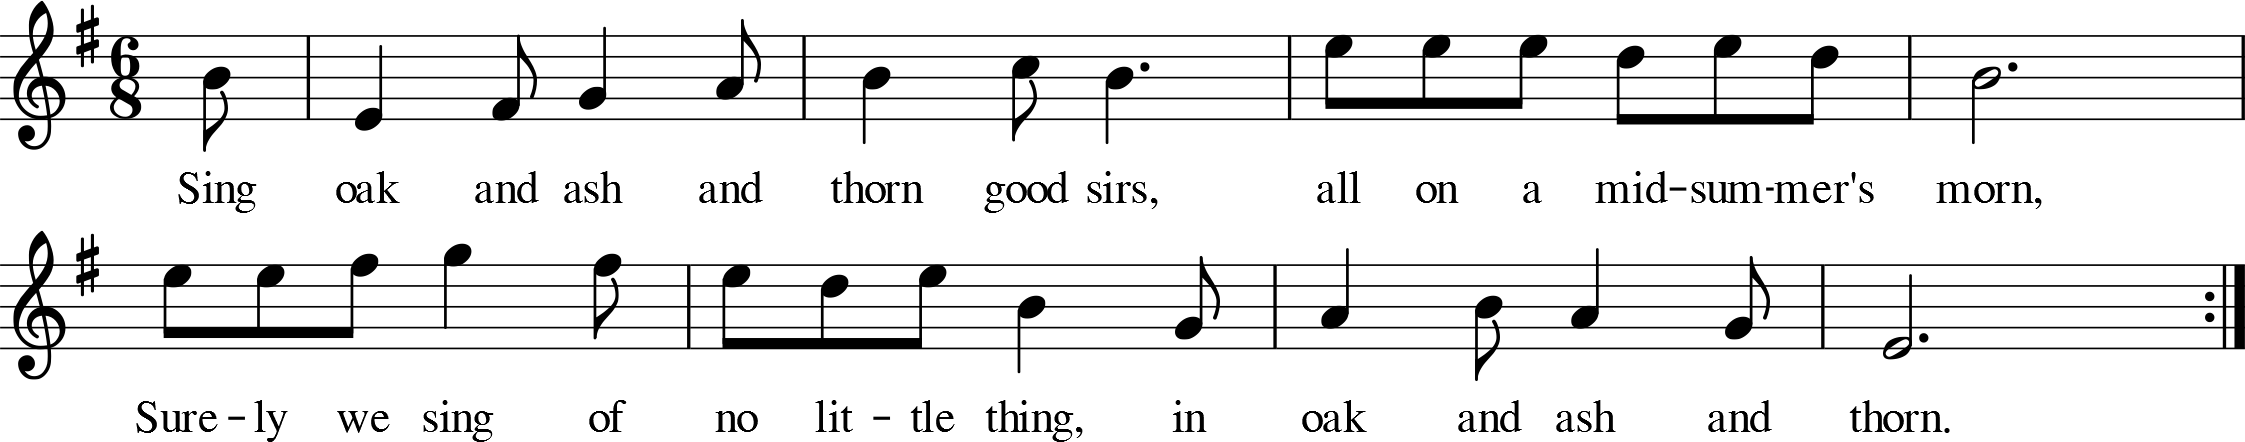 6
8
Sing oak and ash and thorn good sirs, all on a mid-sum-mer's morn,
Sure-ly we sing of no lit-tle thing, in oak and ash and thorn.